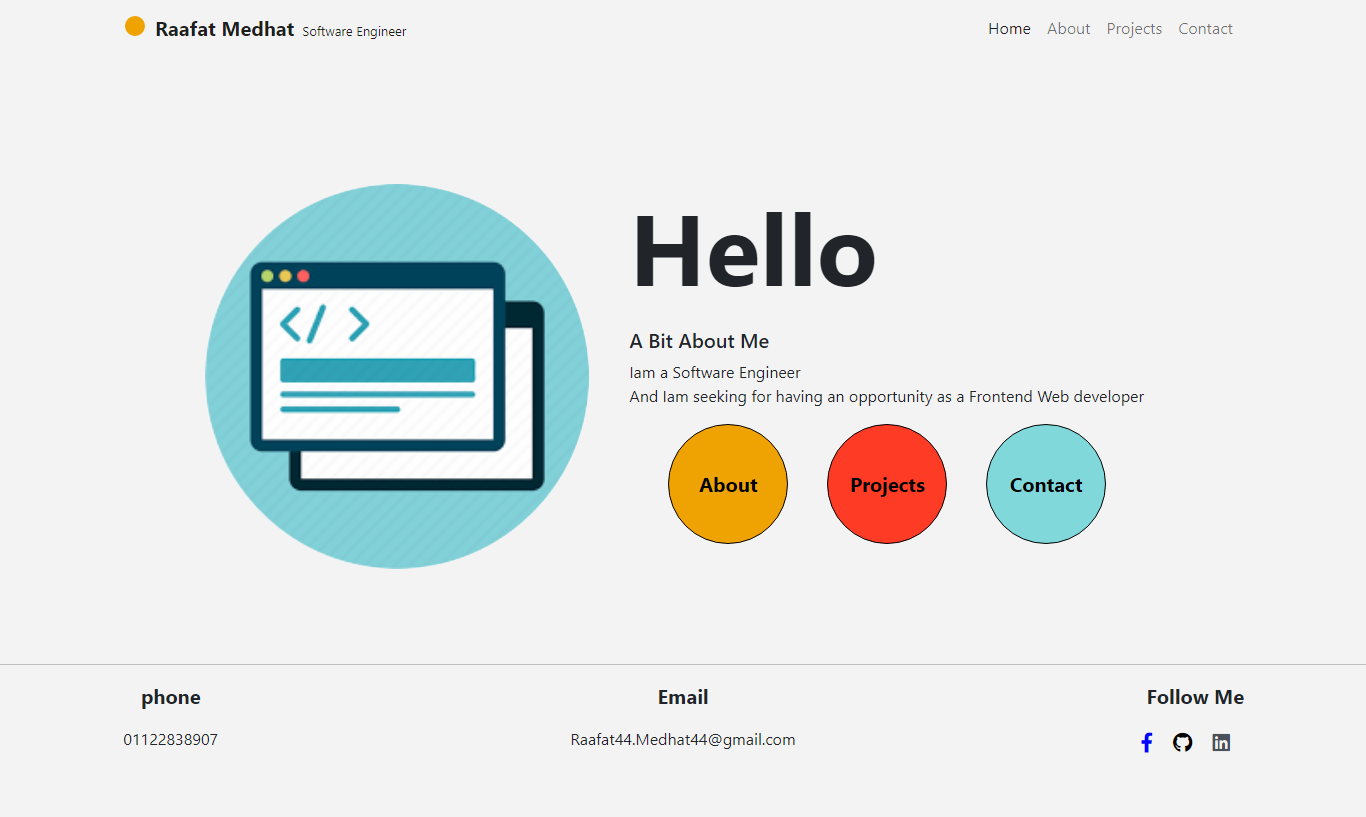 Raafat Medhat Software Engineer
Home About Projects Contact
</>
Hello
A Bit About Me
Iam a Software Engineer
And Iam seeking for having an opportunity as a Frontend Web developer
About Projects Contact
phone Email Follow Me
01122838907 Raafat44.Medhat44@gmail.com